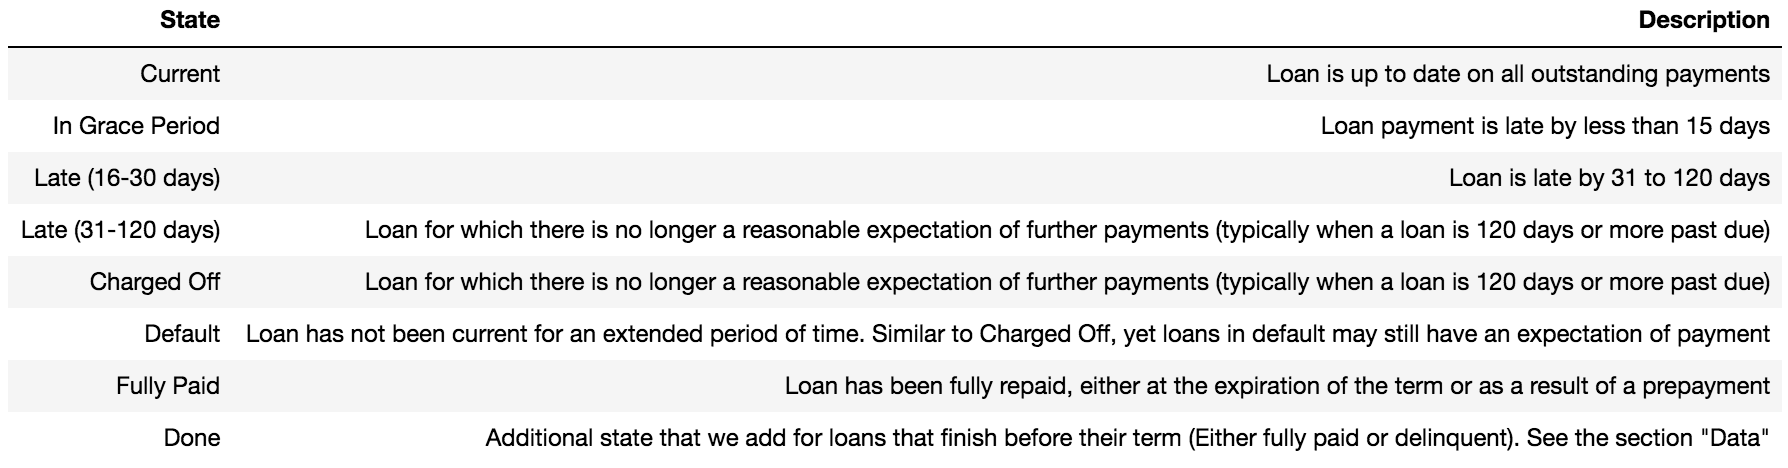 State Description
Current Loan is up to date on all outstanding payments
In Grace Period Loan payment is late by less than 15 days
Late (16-30 days) Loan is late by 31 to 120 days
Late (31-120 days) Loan for which there is no longer a reasonable expectation of further payments (typically when a loan is 120 days or more past due)
Charged Off Loan for which there is no longer a reasonable expectation of further payments (typically when a loan is 120 days or more past due)
Default Loan has not been current for an extended period of time. Similar to Charged Off, yet loans in default may still have an expectation of payment
Fully Paid Loan has been fully repaid, either at the expiration of the term or as a result of a prepayment
Done Additional state that we add for loans that finish before their term (Either fully paid or delinquent). See the section "Data"